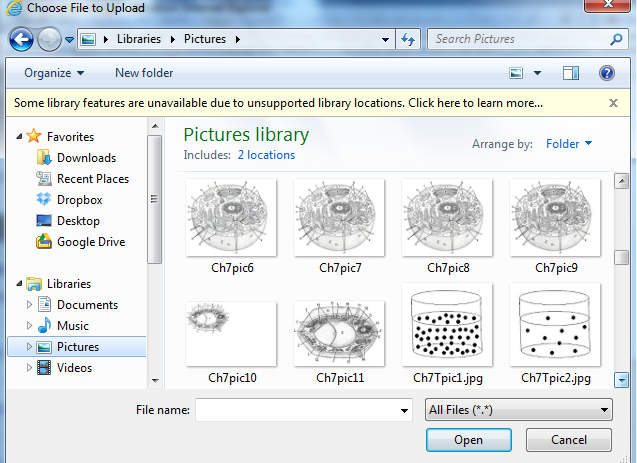 Choose File to Upload
Libraries
Pictures
Search Pictures
Organize
New folder
Some library features are unavailable due to unsupported library locations. Click here to learn more...
Favorites
Downloads
Recent Places
Dropbox
Desktop
Google Drive
Libraries
Documents
Music
Pictures
Videos
Pictures library
Includes: 2 locations
Arrange by: Folder
Ch7pic6
Ch7pic7
Ch7pic8
Ch7pic9
Ch7pic10
Ch7pic11
Ch7Tpic1.jpg
Ch7Tpic2.jpg
File name:
All Files (*.*)
Open
Cancel